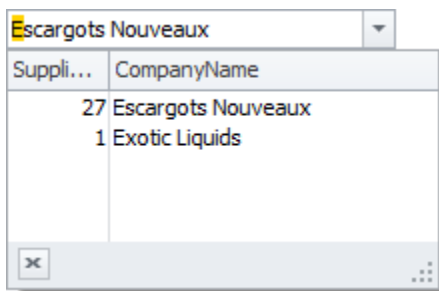 Escargots Nouveaux
Suppli... CompanyName
27 Escargots Nouveaux
1 Exotic Liquids